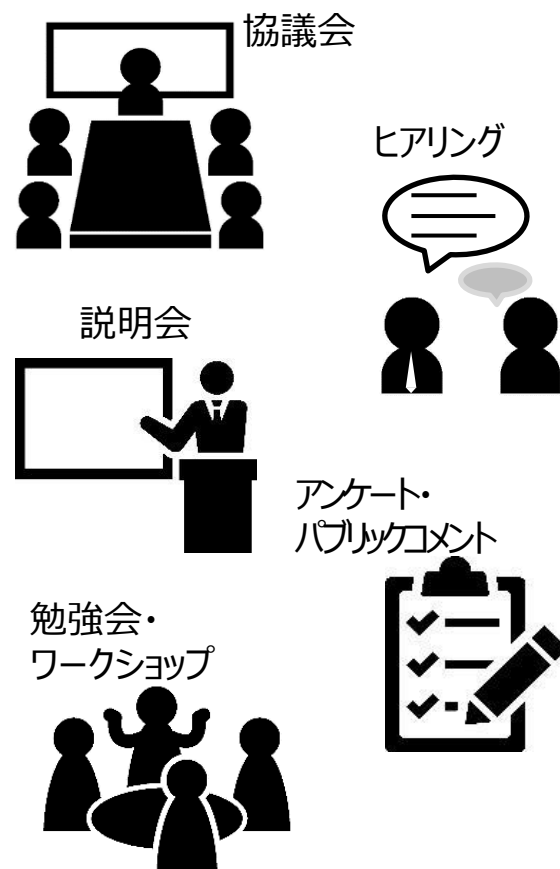 協議会
ヒアリング
説明会
アンケート・
パブリックコメント
勉強会・
ワークショップ